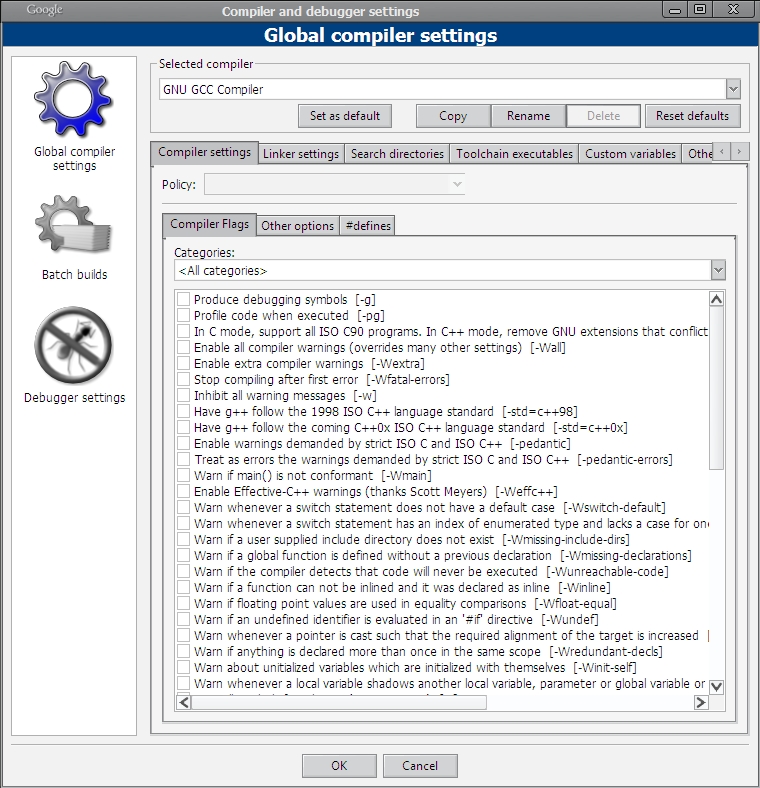 Google
Compiler and debugger settings
Global compiler settings
Global compiler
settings
Batch builds
Debugger settings
Selected compiler
GNU GCC Compiler
Set as default Copy Rename Delete Reset defaults
Compiler settings Linker settings Search directories Toolchain executables Custom variables Othe
Policy:
Compiler Flags Other options #defines
Categories:
<All categories>
Produce debugging symbols [-g]
Profile code when executed [-pg]
In C mode, support all ISO C90 programs. In C++ mode, remove GNU extensions that conflict
Enable all compiler warnings (overrides many other settings) [-Wall]
Enable extra compiler warnings [-Wextra]
Stop compiling after first error [-Wfatal-errors]
Inhibit all warning messages [-w]
Have g++ follow the 1998 ISO C++ language standard [-std=c++98]
Have g++ follow the coming C++0x ISO C++ language standard [-std=c++0x]
Enable warnings demanded by strict ISO C and ISO C++ [-pedantic]
Treat as errors the warnings demanded by strict ISO C and ISO C++ [-pedantic-errors]
Warn if main() is not conformant [-Wmain]
Enable Effective-C++ warnings (thanks Scott Meyers) [-Weffc++]
Warn whenever a switch statement does not have a default case [-Wswitch-default]
Warn whenever a switch statement has an index of enumerated type and lacks a case for one
Warn if a user supplied include directory does not exist [-Wmissing-include-dirs]
Warn if a global function is defined without a previous declaration [-Wmissing-declarations]
Warn if the compiler detects that code will never be executed [-Wunreachable-code]
Warn if a function can not be inlined and it was declared as inline [-Winline]
Warn if floating point values are used in equality comparisons [-Wfloat-equal]
Warn if an undefined identifier is evaluated in an '#if' directive [-Wundef]
Warn whenever a pointer is cast such that the required alignment of the target is increased [
Warn if anything is declared more than once in the same scope [-Wredundant-decls]
Warn about unitialized variables which are initialized with themselves [-Winit-self]
Warn whenever a local variable shadows another local variable, parameter or global variable or
OK Cancel